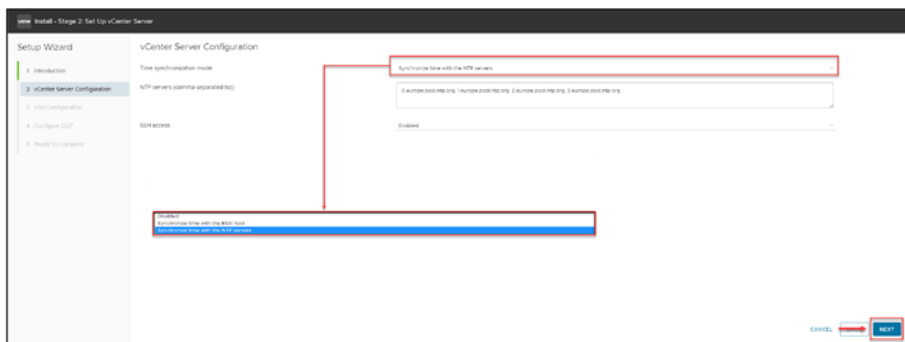 vmw Install - Stage 2: Set Up vCenter Server
Setup Wizard
1 Introduction
2 vCenter Server Configuration
3 SSO Configuration
4 Configure CEIP
5 Ready to complete
vCenter Server Configuration
Time synchronization mode
Synchronize time with the NTP servers
NTP servers (comma-separated list)
0.europe.pool.ntp.org, 1.europe.pool.ntp.org, 2.europe.pool.ntp.org, 3.europe.pool.ntp.org
SSH access
Enabled
Disabled
Synchronize time with the ESXi host
Synchronize time with the NTP servers
CANCEL
NEXT